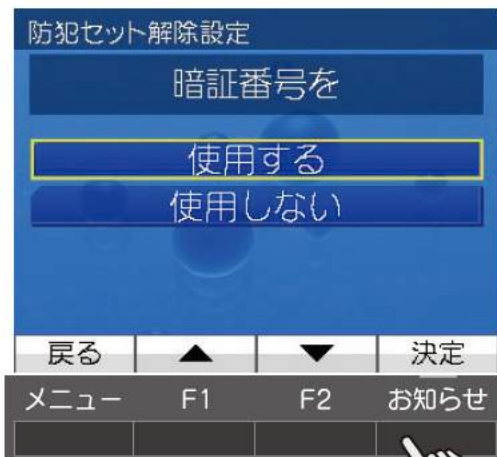 防犯セット解除設定
暗証番号を
使用する
使用しない
戻る ▲ ▼ 決定
メニュー F1 F2 お知らせ